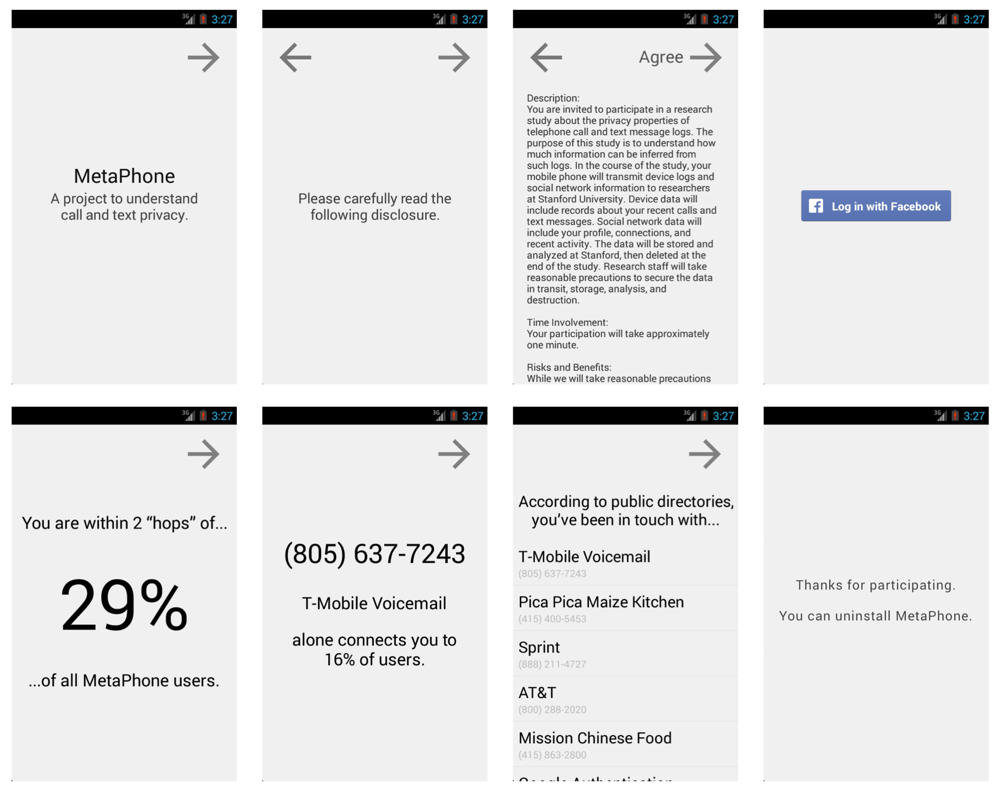 3G 3:27
MetaPhone
A project to understand
call and text privacy.
3G 3:27
Please carefully read the
following disclosure.
3G 3:27
Agree
Description:
You are invited to participate in a research
study about the privacy properties of
telephone call and text message logs. The
purpose of this study is to understand how
much information can be inferred from
such logs. In the course of the study, your
mobile phone will transmit device logs and
social network information to researchers
at Stanford University. Device data will
include records about your recent calls and
text messages. Social network data will
include your profile, connections, and
recent activity. The data will be stored and
analyzed at Stanford, then deleted at the
end of the study. Research staff will take
reasonable precautions to secure the data
in transit, storage, analysis, and
destruction.
Time Involvement:
Your participation will take approximately
one minute.
Risks and Benefits:
While we will take reasonable precautions
3G 3:27
f Log in with Facebook
3G 3:27
You are within 2 “hops” of...
29%
...of all MetaPhone users.
3G 3:27
(805) 637-7243
T-Mobile Voicemail
alone connects you to
16% of users.
3G 3:27
According to public directories,
you’ve been in touch with...
T-Mobile Voicemail
(805) 637-7243
Pica Pica Maize Kitchen
(415) 400-5453
Sprint
(888) 211-4727
AT&T
(800) 288-2020
Mission Chinese Food
(415) 863-2800
Google Authentication
3G 3:27
Thanks for participating.
You can uninstall MetaPhone.